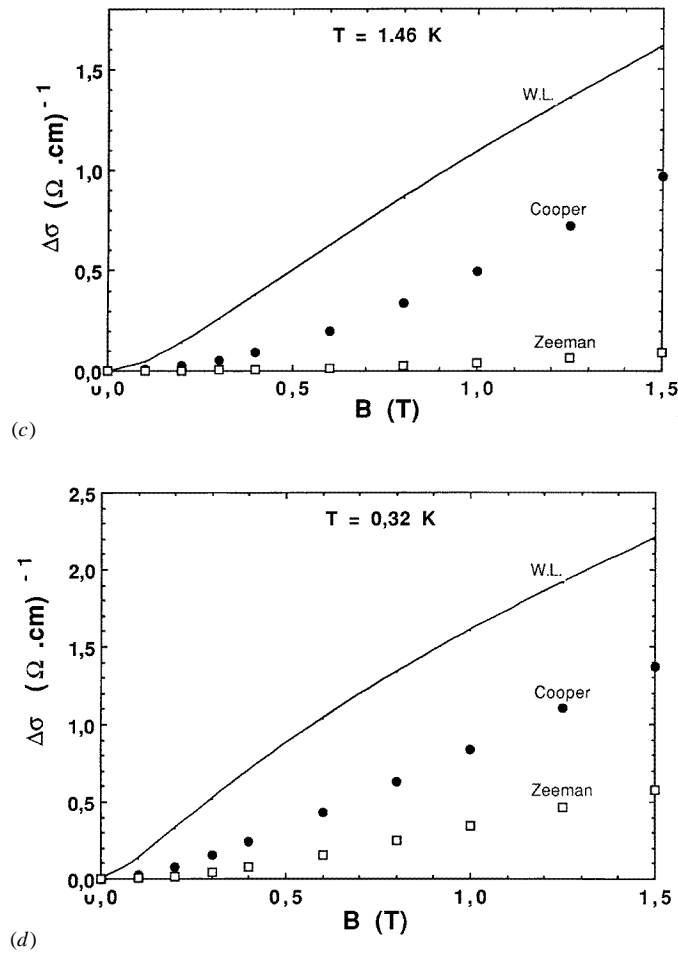 T = 1.46 K
W.L.
Cooper
Zeeman
Δσ (Ω .cm)⁻¹
1,5
1,0
0,5
0,0
0,0 0,5 1,0 1,5
B (T)
(c)
T = 0,32 K
W.L.
Cooper
Zeeman
Δσ (Ω .cm)⁻¹
2,5
2,0
1,5
1,0
0,5
0,0
0,0 0,5 1,0 1,5
B (T)
(d)